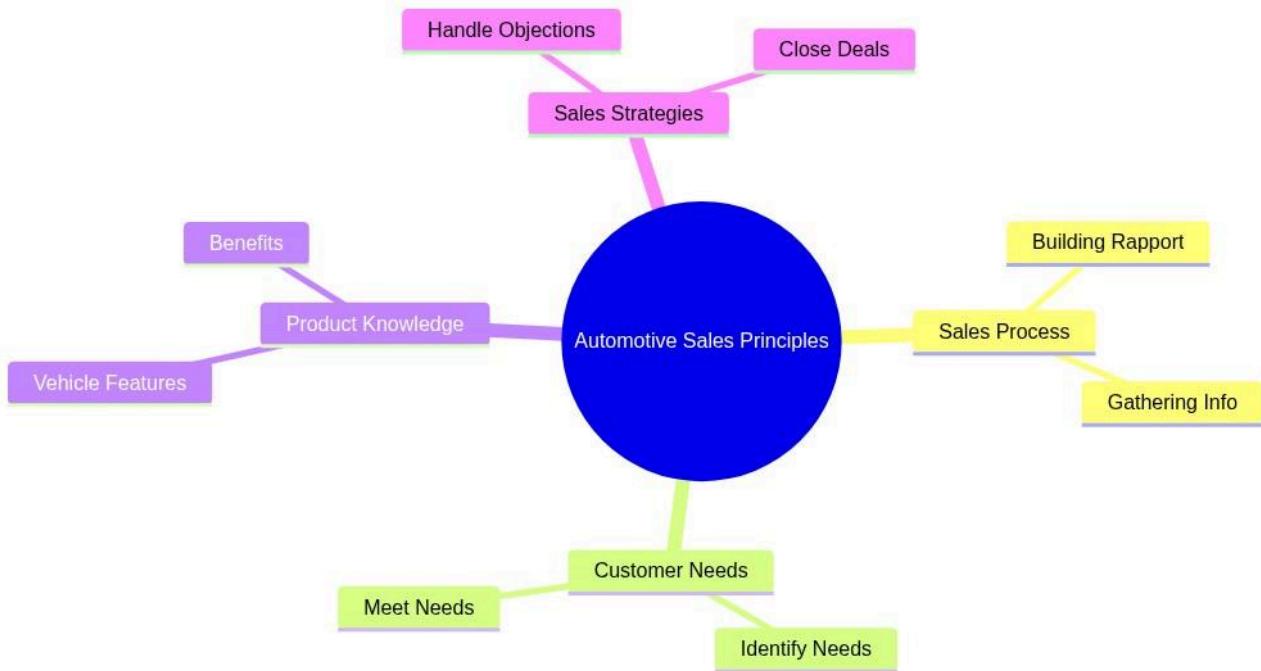 Handle Objections
Close Deals
Sales Strategies
Benefits
Building Rapport
Product Knowledge
Automotive Sales Principles
Sales Process
Vehicle Features
Gathering Info
Customer Needs
Meet Needs
Identify Needs